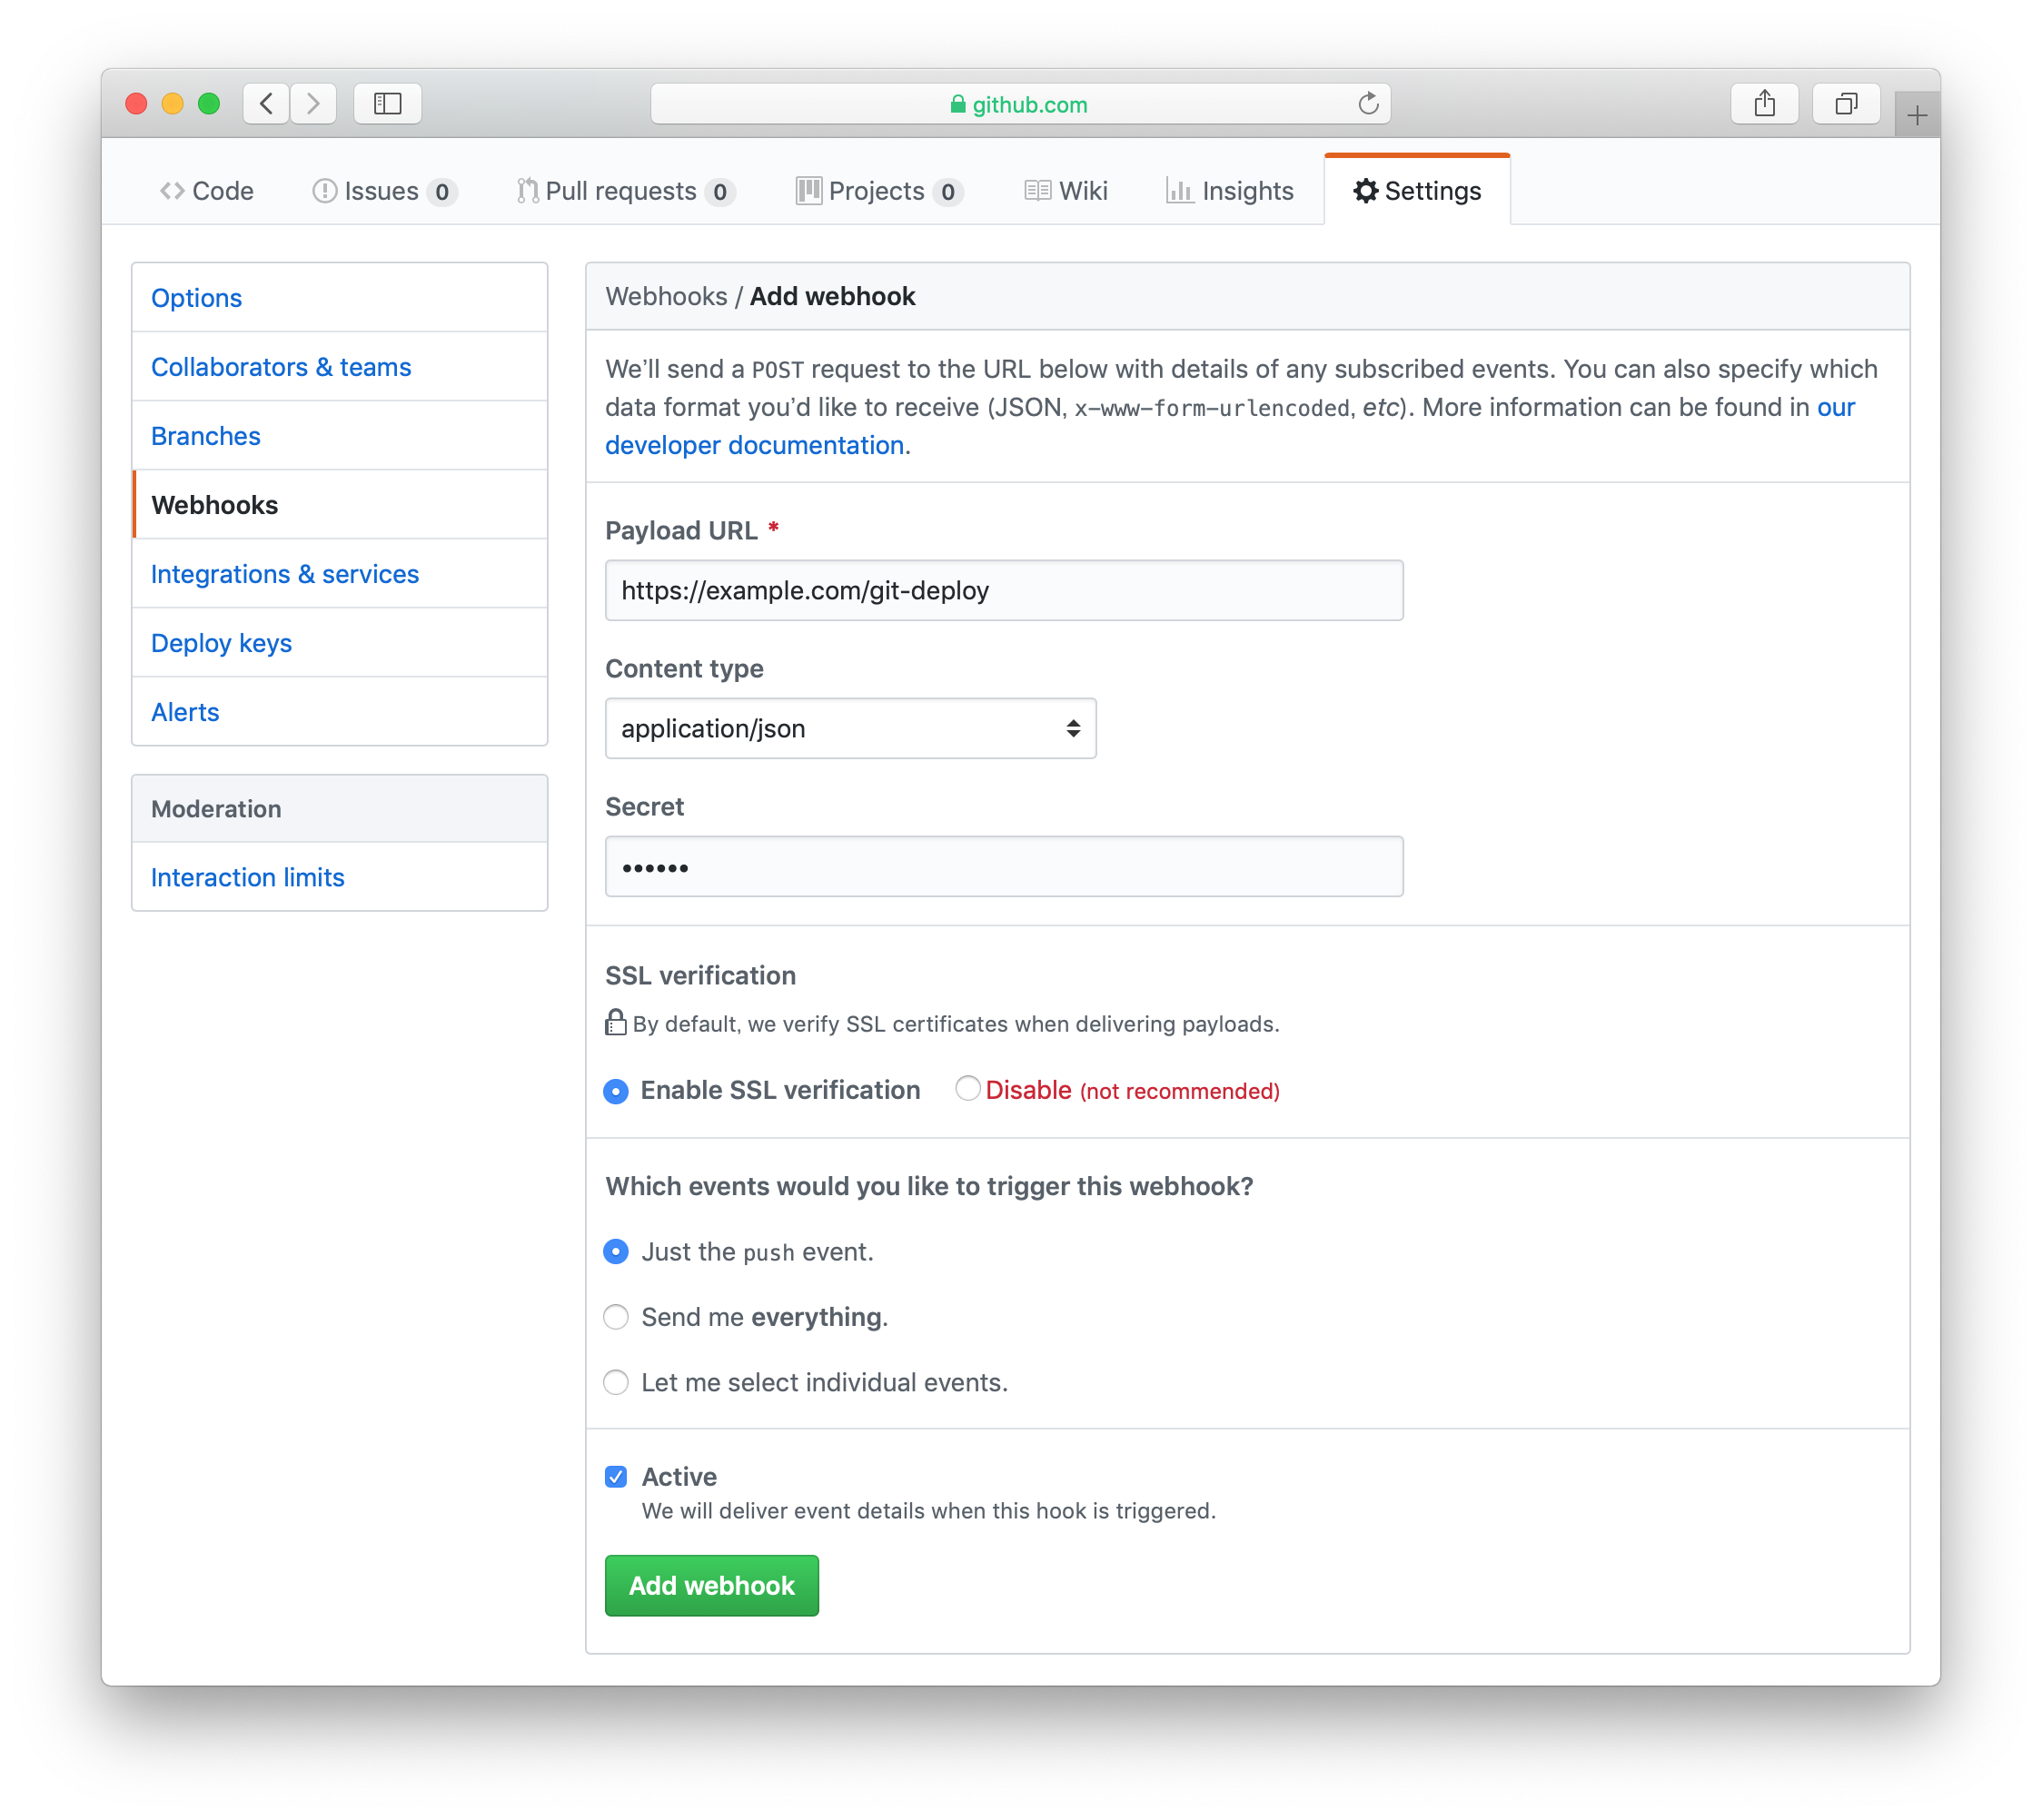 github.com
Code Issues 0 Pull requests 0 Projects 0 Wiki Insights Settings
Options
Collaborators & teams
Branches
Webhooks
Integrations & services
Deploy keys
Alerts
Moderation
Interaction limits
Webhooks / Add webhook
We’ll send a POST request to the URL below with details of any subscribed events. You can also specify which
data format you’d like to receive (JSON, x-www-form-urlencoded, etc). More information can be found in our
developer documentation.
Payload URL *
https://example.com/git-deploy
Content type
application/json
Secret
••••••
SSL verification
By default, we verify SSL certificates when delivering payloads.
Enable SSL verification Disable (not recommended)
Which events would you like to trigger this webhook?
Just the push event.
Send me everything.
Let me select individual events.
Active
We will deliver event details when this hook is triggered.
Add webhook